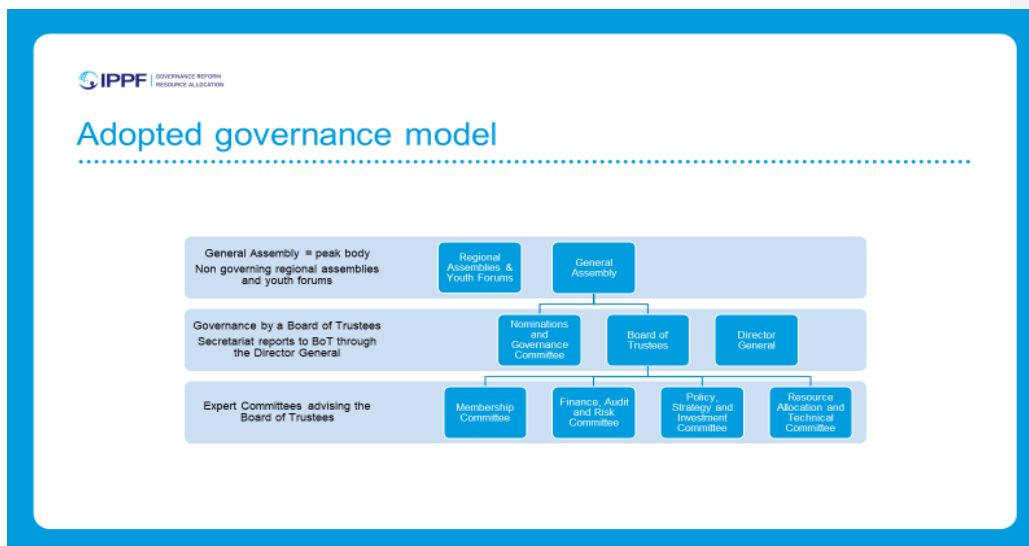 IPPF
GOVERNANCE REFORM
RESOURCE ALLOCATION
Adopted governance model
General Assembly = peak body
Non governing regional assemblies
and youth forums
Regional
Assemblies &
Youth Forums
General
Assembly
Governance by a Board of Trustees
Secretariat reports to BoT through
the Director General
Nominations
and
Governance
Committee
Board of
Trustees
Director
General
Expert Committees advising the
Board of Trustees
Membership
Committee
Finance, Audit
and Risk
Committee
Policy,
Strategy and
Investment
Committee
Resource
Allocation and
Technical
Committee